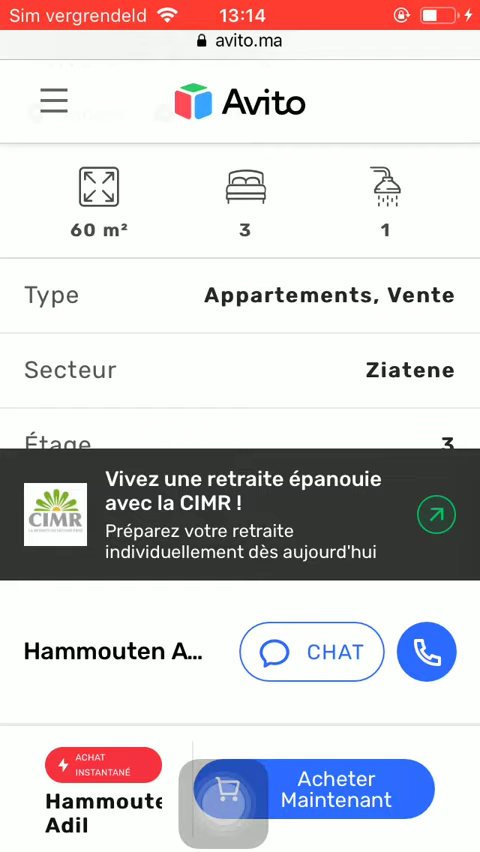 Sim vergrendeld 13:14
avito.ma
Avito
60 m² 3 1
Type Appartements, Vente
Secteur Ziatene
Étage 3
Vivez une retraite épanouie
avec la CIMR !
CIMR
Préparez votre retraite
individuellement dès aujourd'hui
Hammouten A... CHAT
ACHAT
INSTANTANÉ
Hammoute
Adil
Acheter
Maintenant